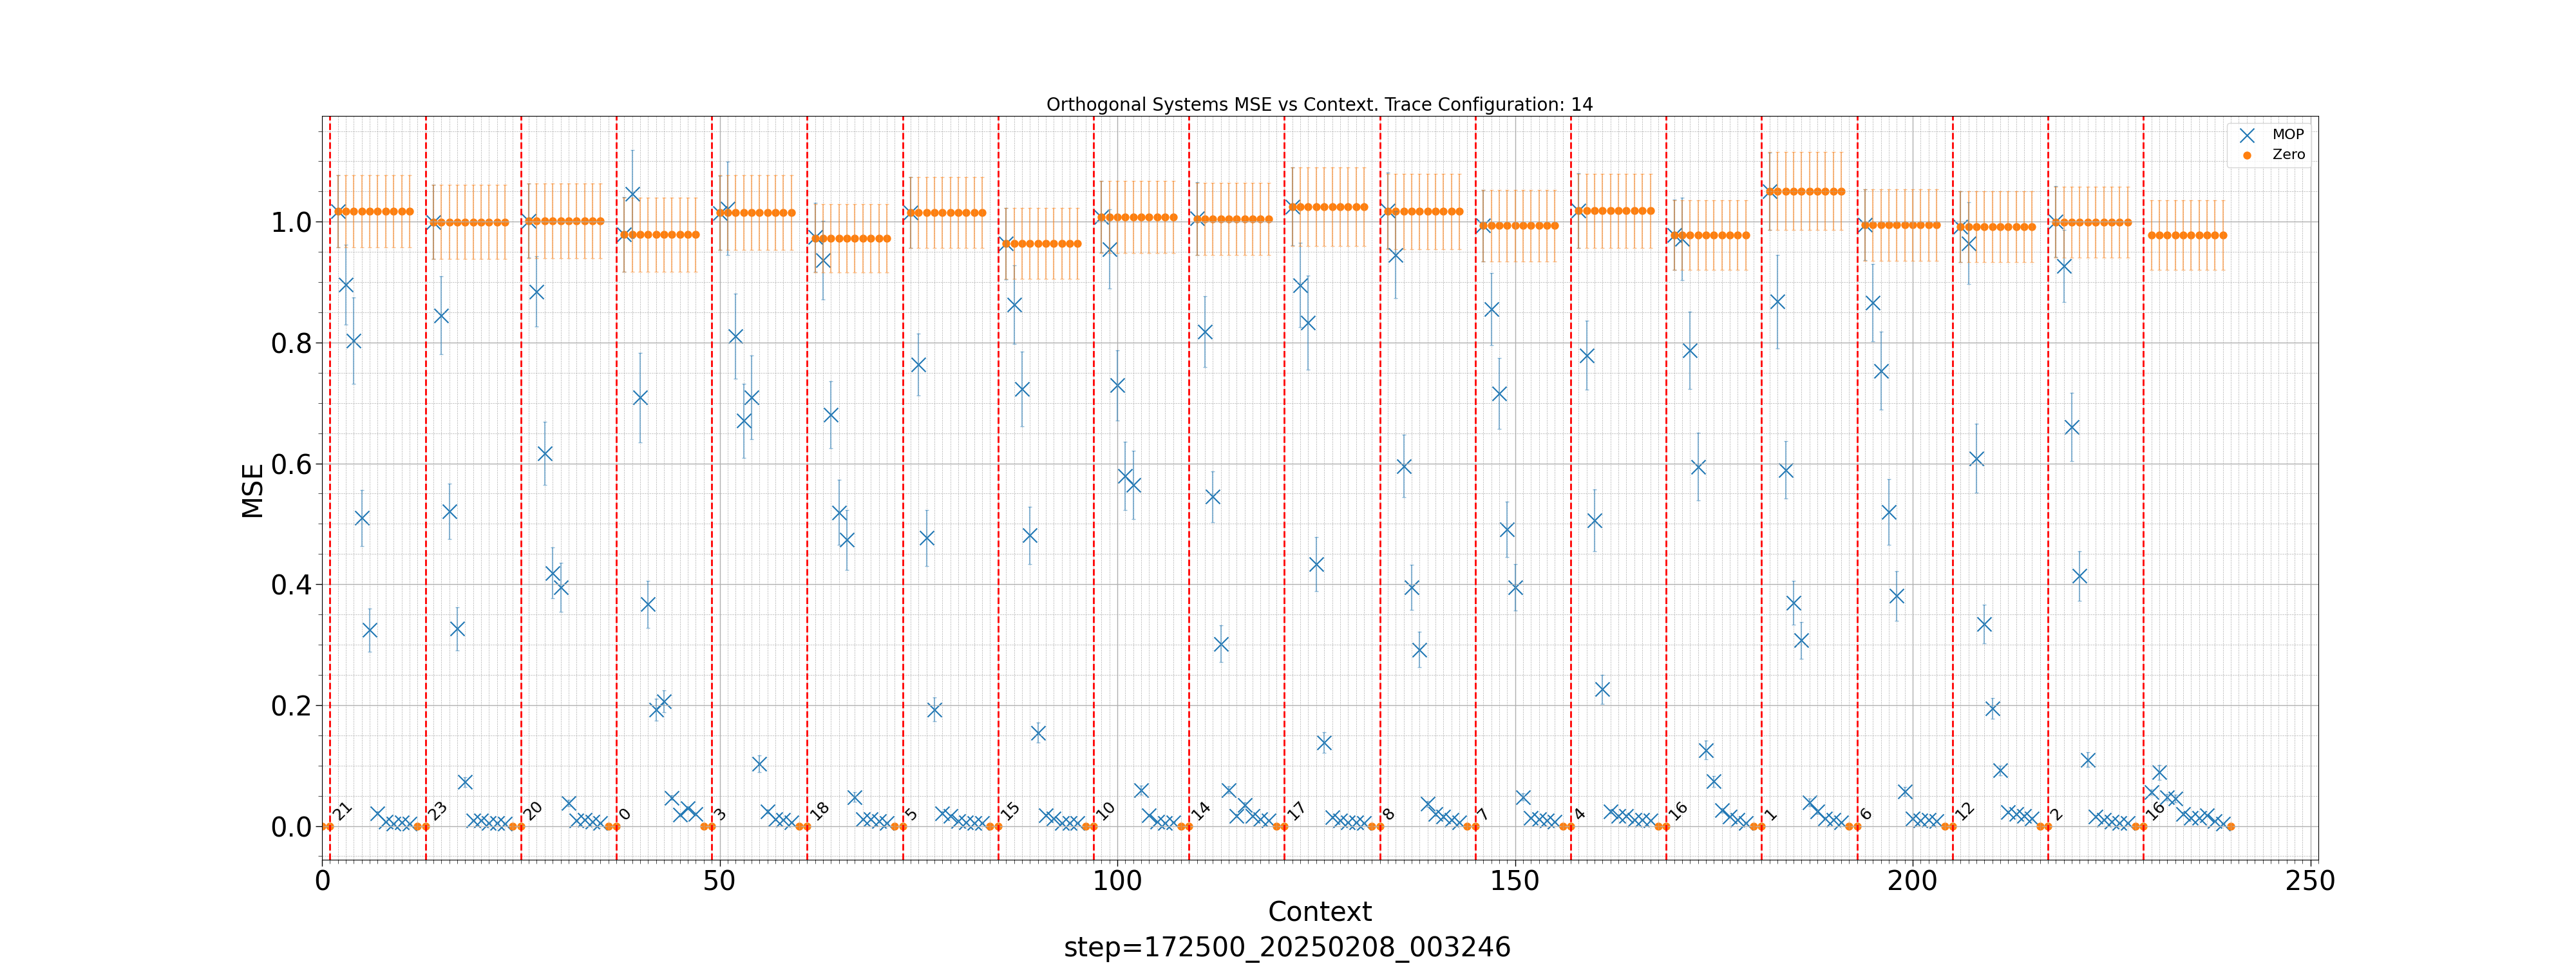 Orthogonal Systems MSE vs Context. Trace Configuration: 14
MOP
Zero
MSE
1.0
0.8
0.6
0.4
0.2
0.0
21 23 20 0 3 18 5 15 10 14 17 8 7 4 16 1 6 12 2 16
0 50 100 150 200 250
Context
step=172500_20250208_003246